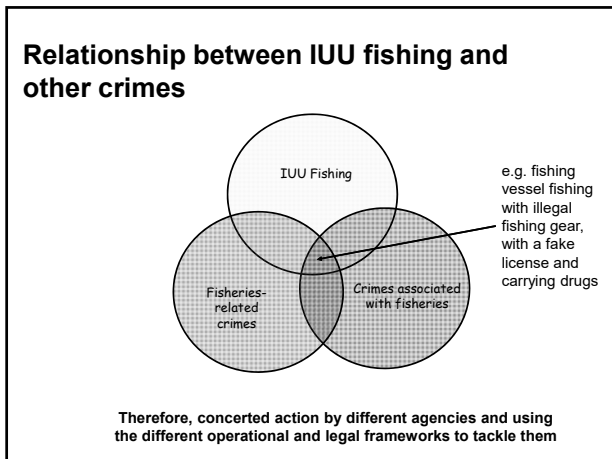 Relationship between IUU fishing and
other crimes
IUU Fishing
e.g. fishing
vessel fishing
with illegal
fishing gear,
with a fake
license and
carrying drugs
Fisheries-
related
crimes
Crimes associated
with fisheries
Therefore, concerted action by different agencies and using
the different operational and legal frameworks to tackle them